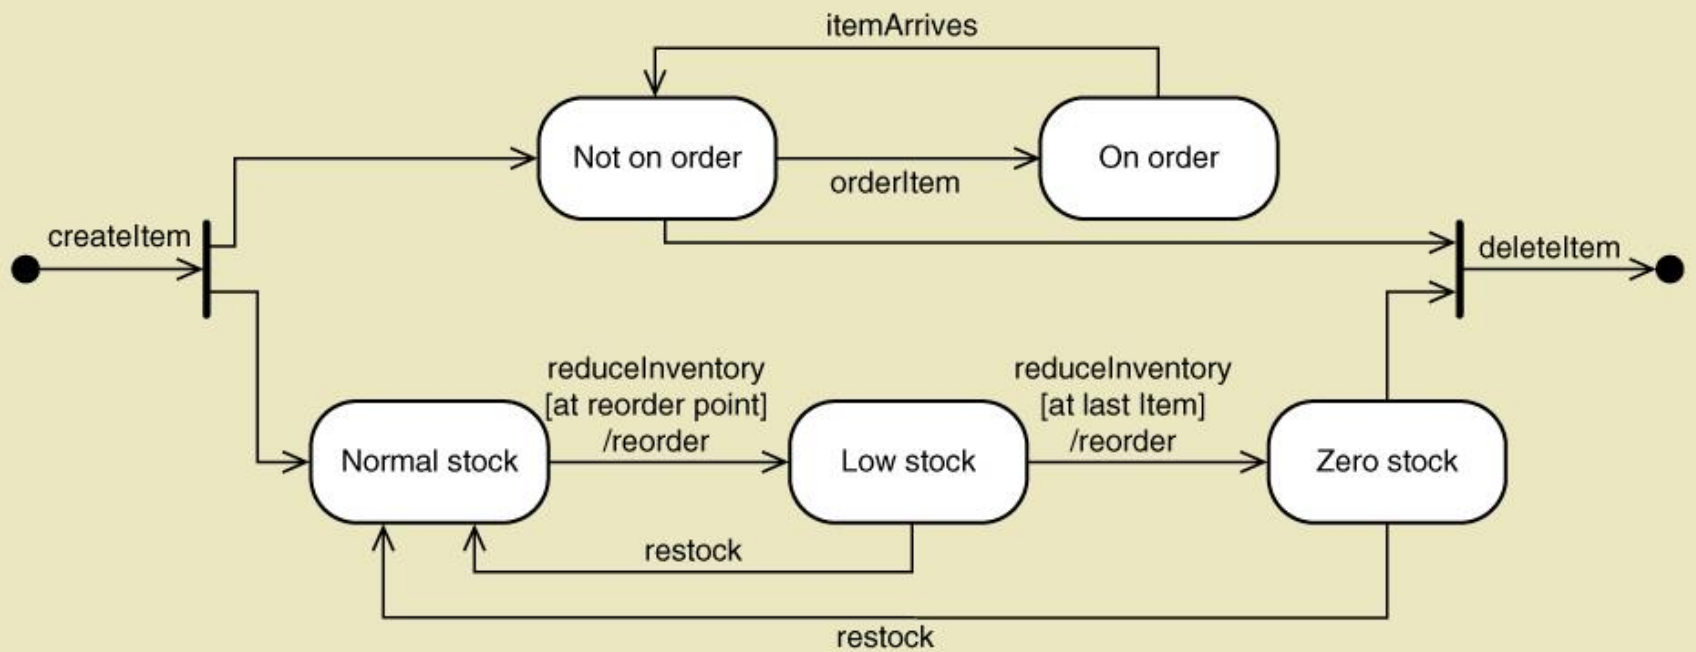 itemArrives
Not on order
On order
orderItem
createItem
deleteItem
reduceInventory
[at reorder point]
/reorder
reduceInventory
[at last Item]
/reorder
Normal stock
Low stock
Zero stock
restock
restock